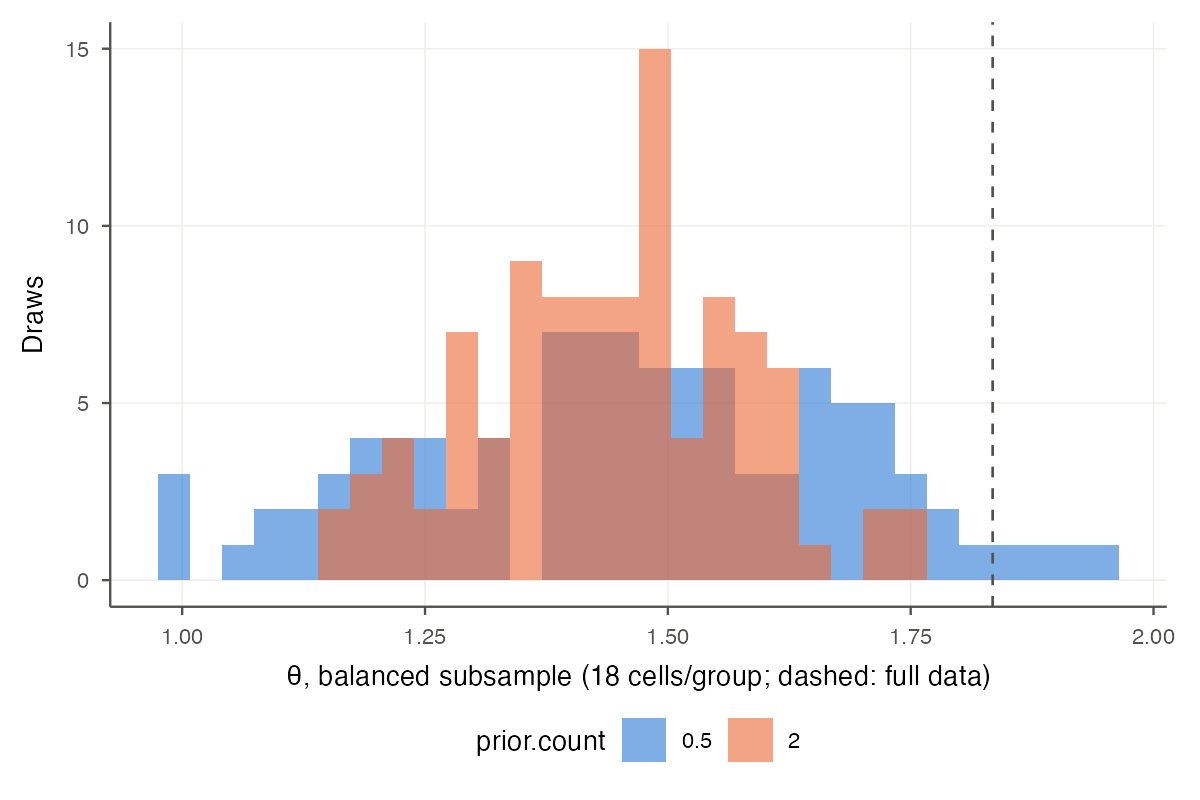 15
10
5
0
Draws
1.00 1.25 1.50 1.75 2.00
θ, balanced subsample (18 cells/group; dashed: full data)
prior.count 0.5 2